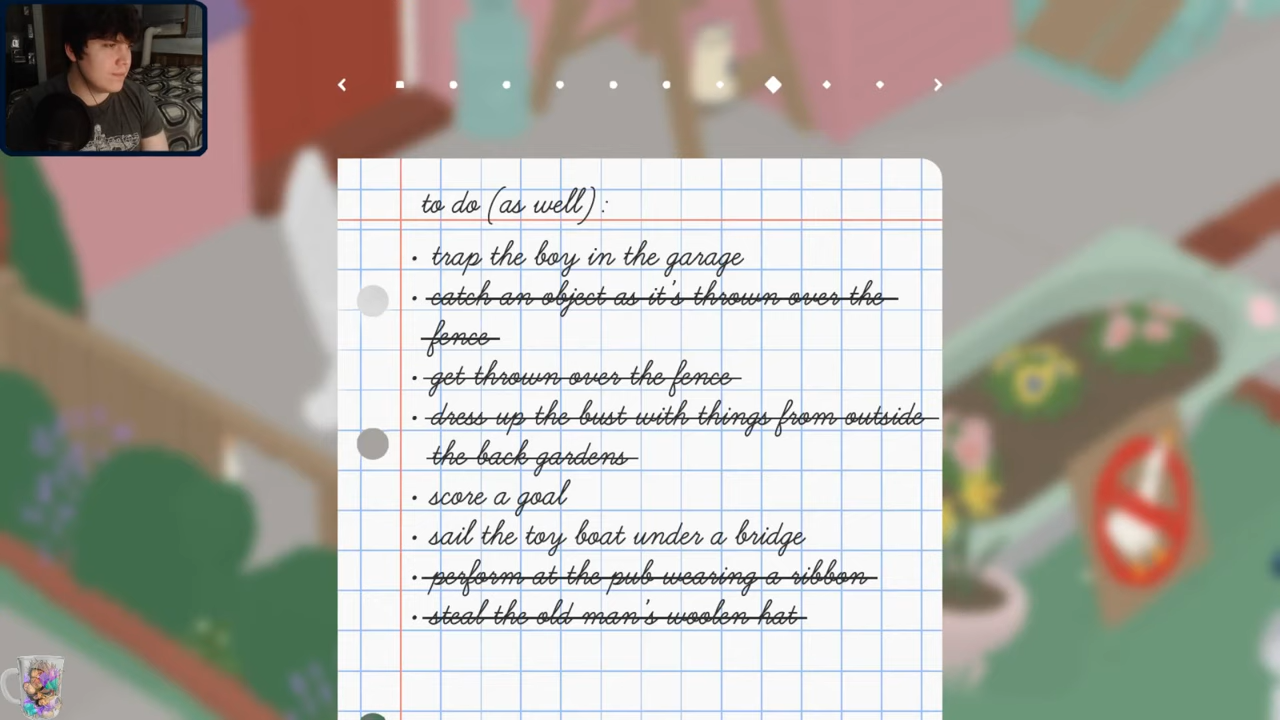 to do (as well) :
• trap the boy in the garage
• catch an object as it's thrown over the
fence
• get thrown over the fence
• dress up the bust with things from outside
the back gardens
• score a goal
• sail the toy boat under a bridge
• perform at the pub wearing a ribbon
• steal the old man's woolen hat